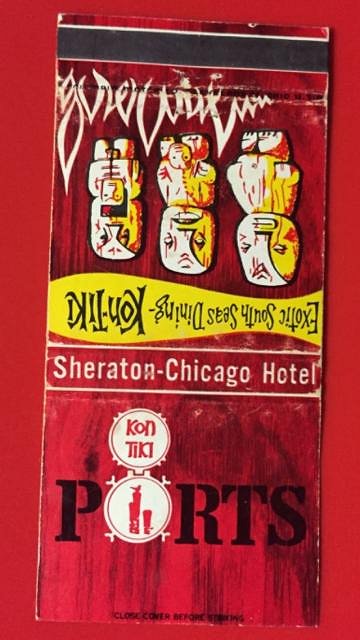 Exotic South Seas Dining - Kon-Tiki
Sheraton-Chicago Hotel
KON
TIKI
PORTS
CLOSE COVER BEFORE STRIKING